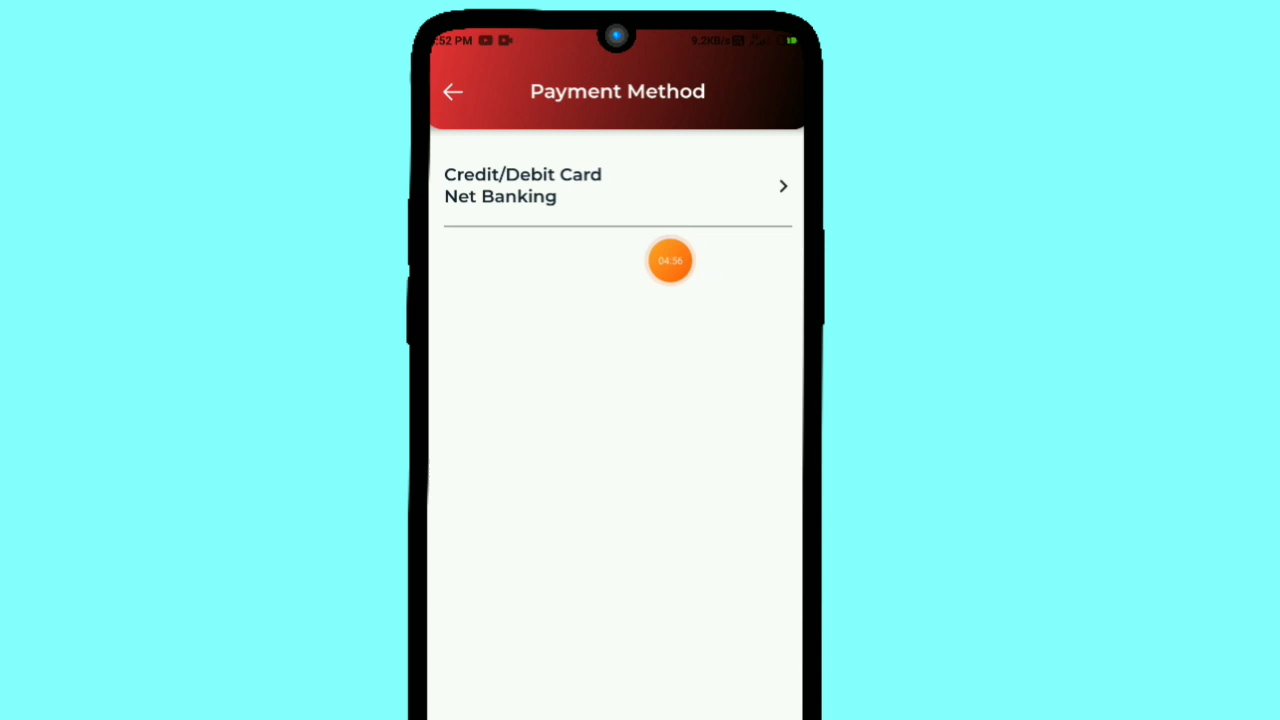 :52 PM
9.2KB/s
Payment Method
Credit/Debit Card
Net Banking
04:56